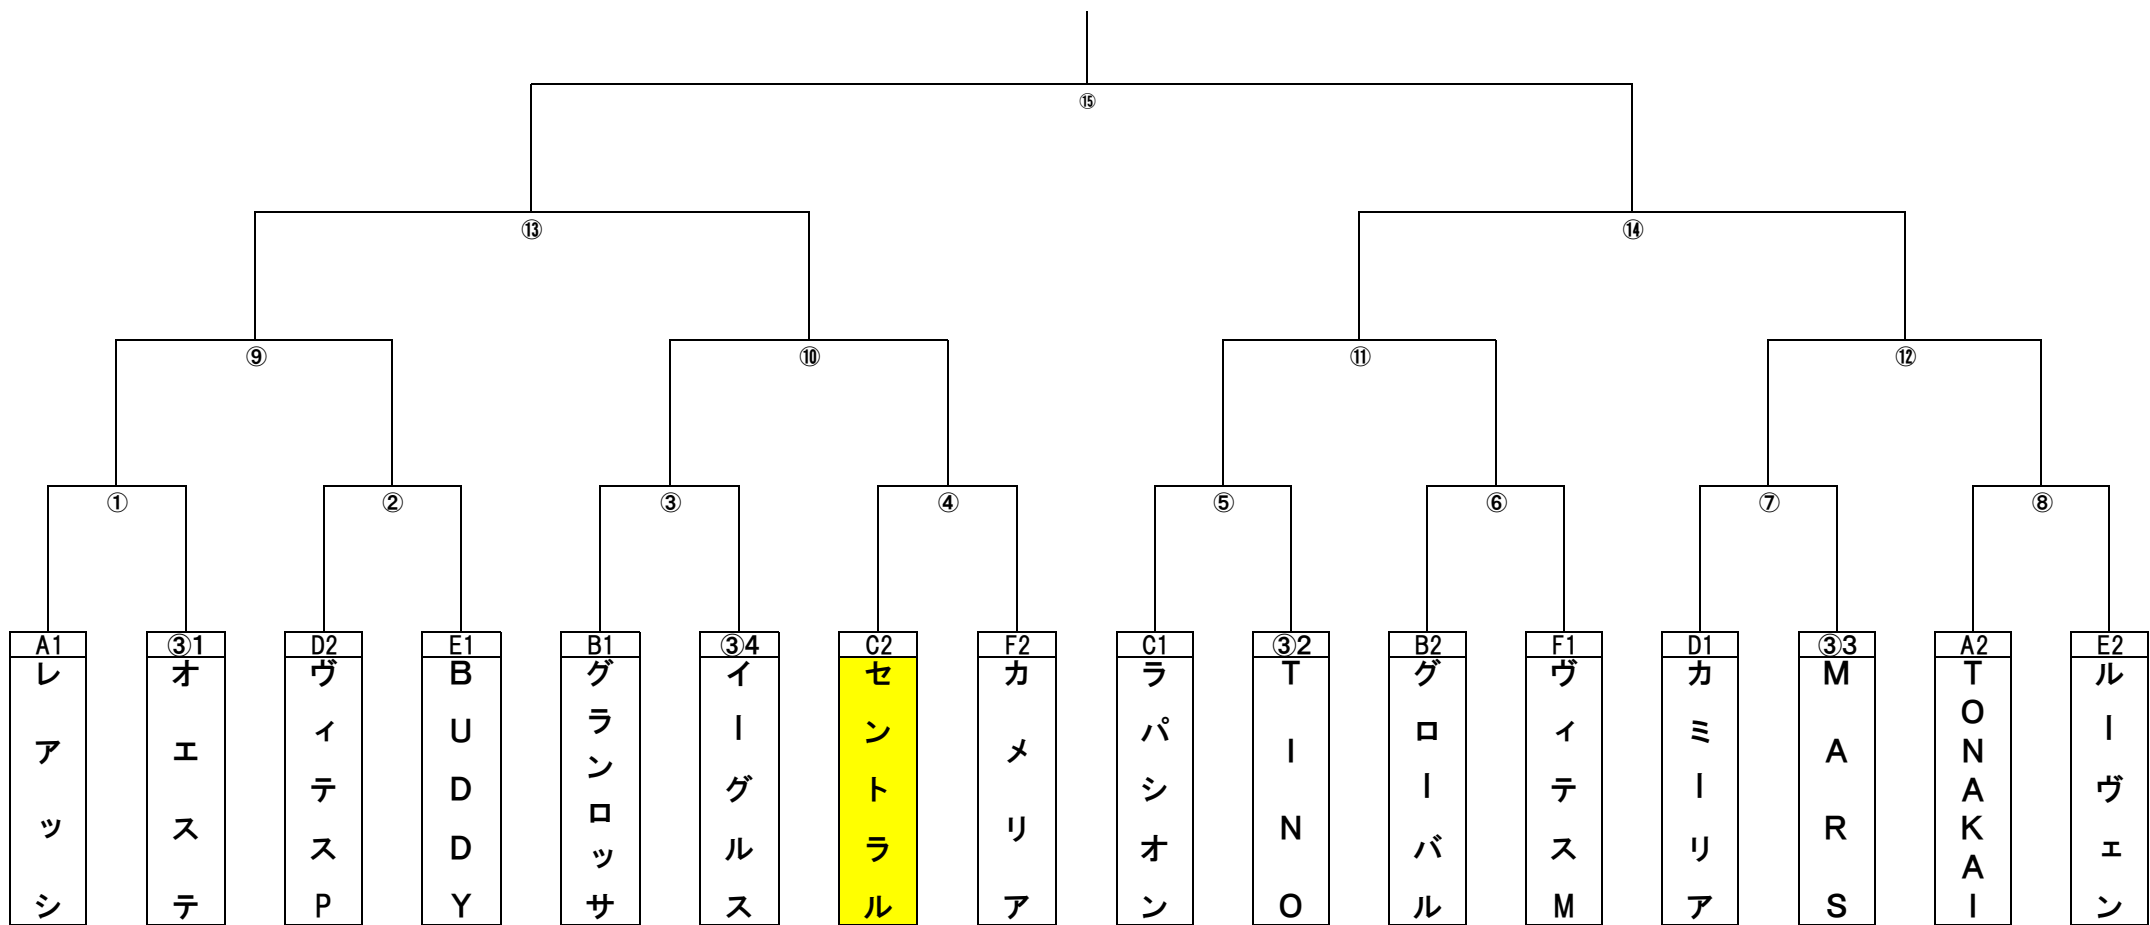 ⑮
⑬
⑭
⑨
⑩
⑪
⑫
①
②
③
④
⑤
⑥
⑦
⑧
A1
③1
D2
E1
B1
③4
C2
F2
C1
③2
B2
F1
D1
③3
A2
E2
レアッシ
オエステ
ヴィテスP
BUDDY
グランロッサ
イーグルス
セントラル
カメリア
ラパシオン
TINO
グローバル
ヴィテスM
カミーリア
MARS
TONAKAI
ルーヴェン